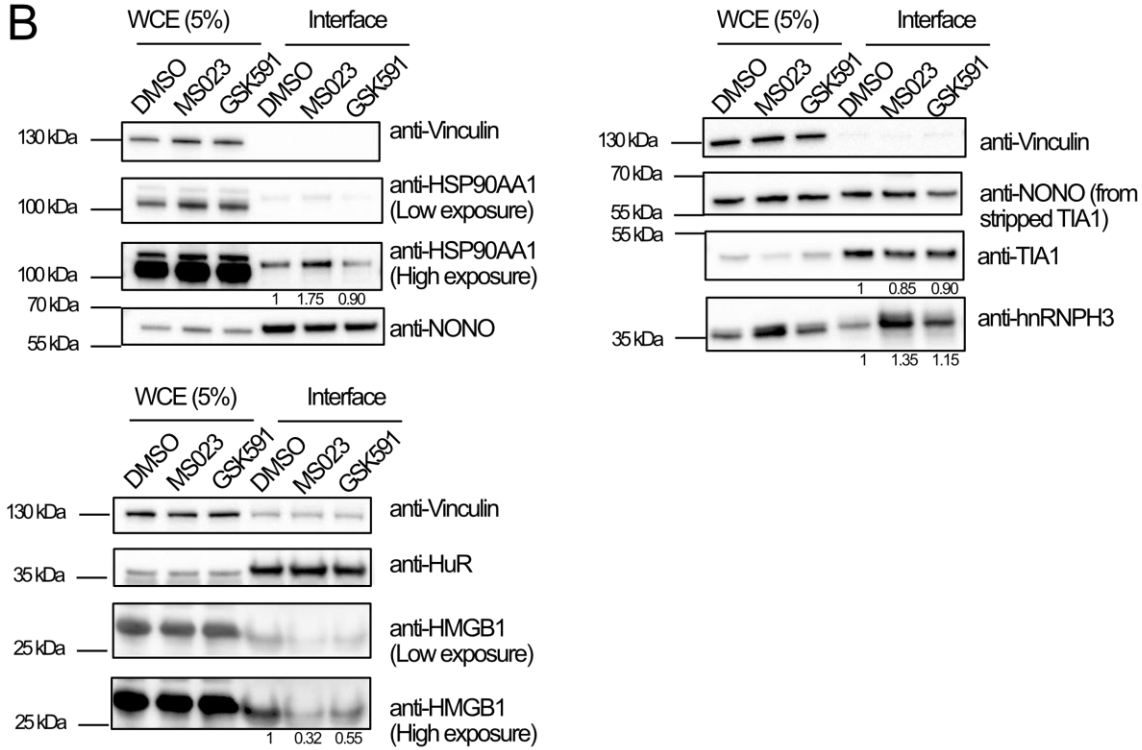 B
WCE (5%) Interface
DMSO MS023 GSK591 DMSO MS023 GSK591
130 kDa anti-Vinculin
100 kDa anti-HSP90AA1
(Low exposure)
100 kDa anti-HSP90AA1
(High exposure)
1 1.75 0.90
70 kDa
55 kDa anti-NONO
WCE (5%) Interface
DMSO MS023 GSK591 DMSO MS023 GSK591
130 kDa anti-Vinculin
70 kDa
55 kDa anti-NONO (from
stripped TIA1)
55 kDa
anti-TIA1
1 0.85 0.90
35 kDa anti-hnRNPH3
1 1.35 1.15
WCE (5%) Interface
DMSO MS023 GSK591 DMSO MS023 GSK591
130 kDa anti-Vinculin
35 kDa anti-HuR
25 kDa anti-HMGB1
(Low exposure)
25 kDa anti-HMGB1
(High exposure)
1 0.32 0.55